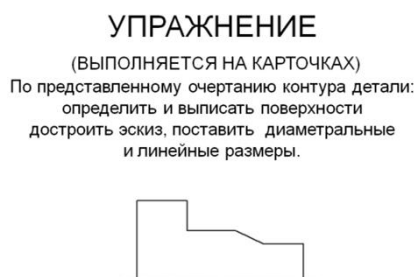 УПРАЖНЕНИЕ
(ВЫПОЛНЯЕТСЯ НА КАРТОЧКАХ)
По представленному очертанию контура детали:
определить и выписать поверхности
достроить эскиз, поставить диаметральные
и линейные размеры.